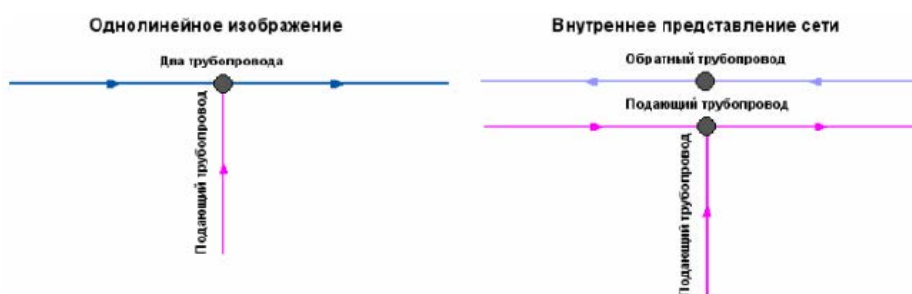 Однолинейное изображение
Два трубопровода
Подающий трубопровод
Внутреннее представление сети
Обратный трубопровод
Подающий трубопровод
Подающий трубопровод